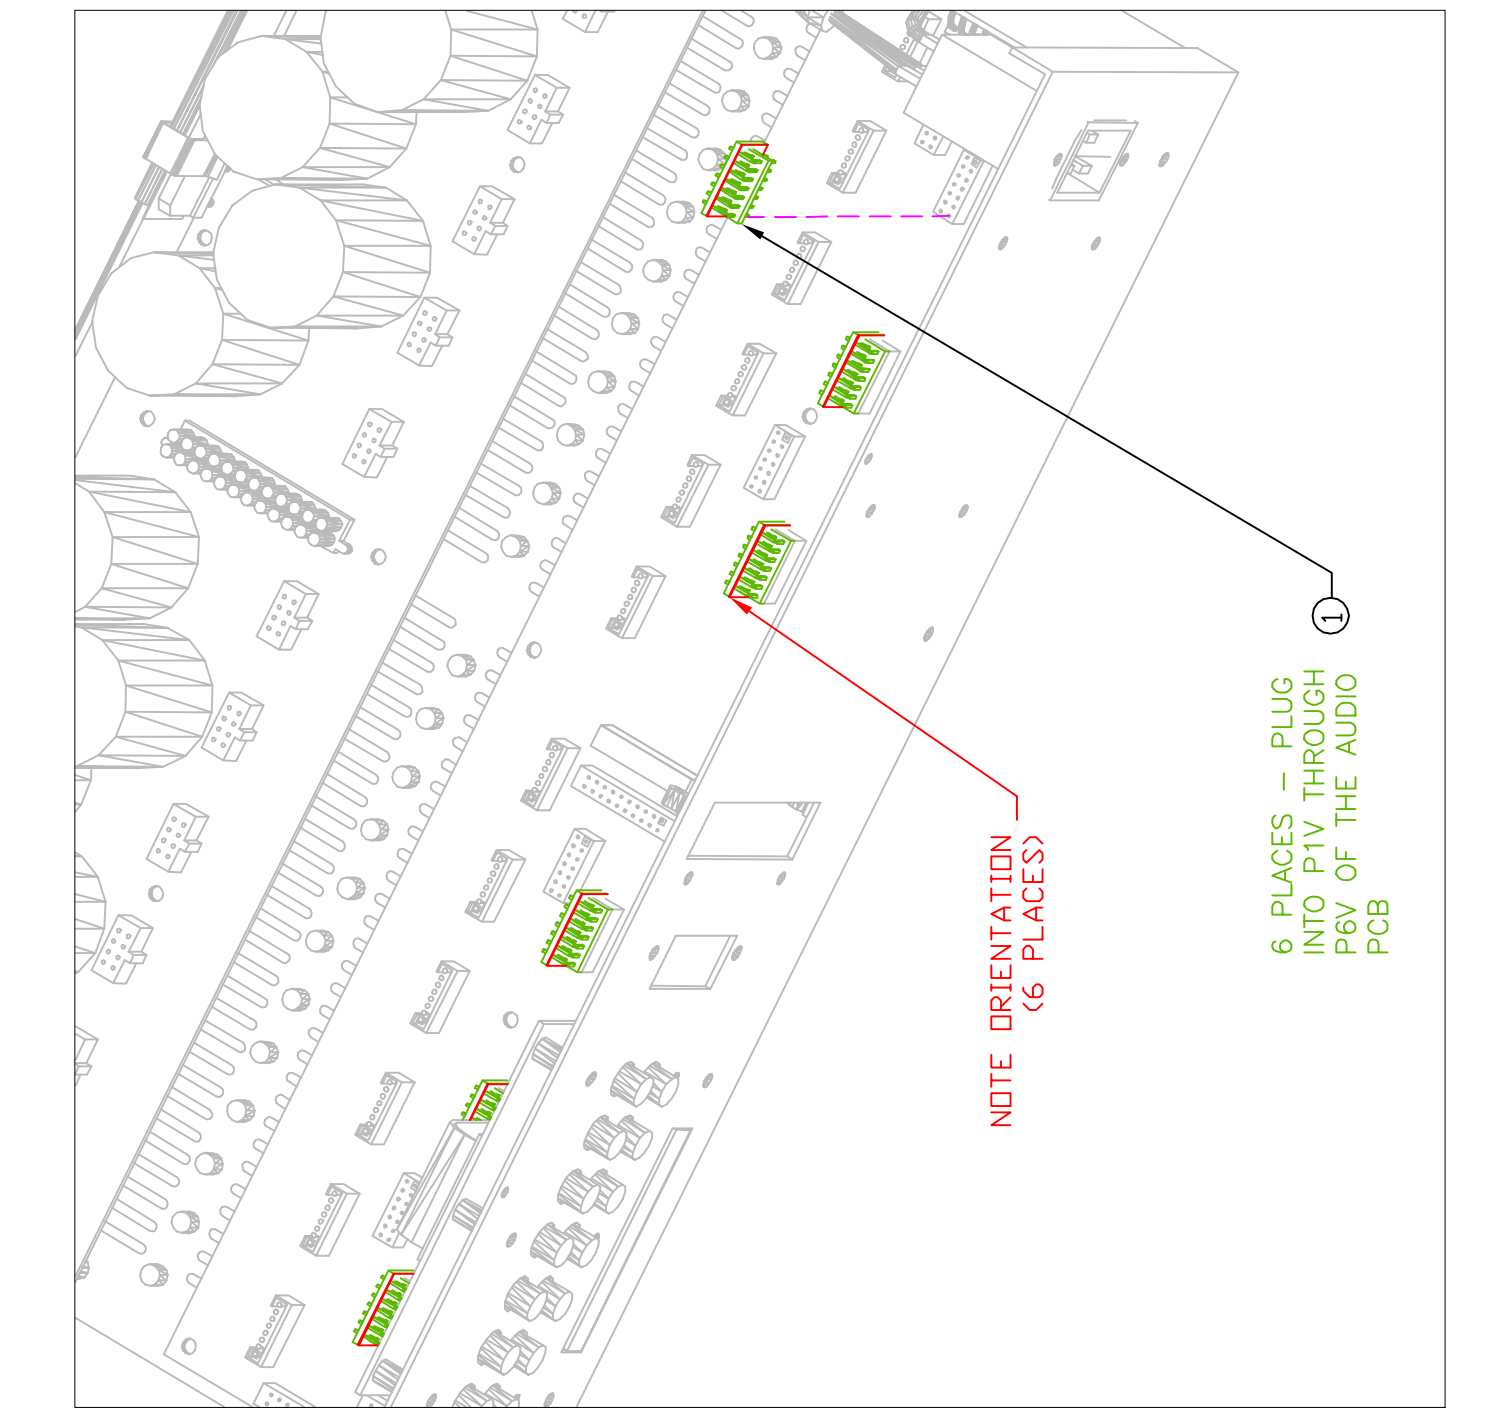 1
6 PLACES - PLUG
INTO P1V THROUGH
P6V OF THE AUDIO
PCB
NOTE ORIENTATION
(6 PLACES)